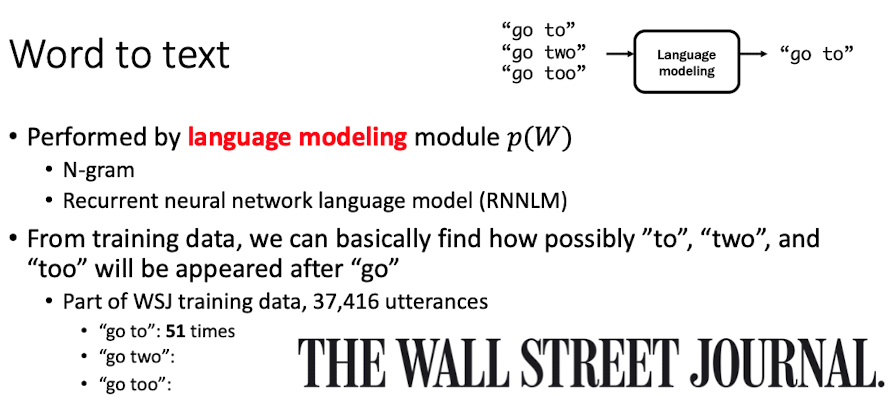 Word to text
“go to”
“go two”
“go too”
Language
modeling
“go to”
• Performed by language modeling module p(W)
• N-gram
• Recurrent neural network language model (RNNLM)
• From training data, we can basically find how possibly ”to”, “two”, and
“too” will be appeared after “go”
• Part of WSJ training data, 37,416 utterances
• “go to”: 51 times
• “go two”:
• “go too”:
THE WALL STREET JOURNAL.